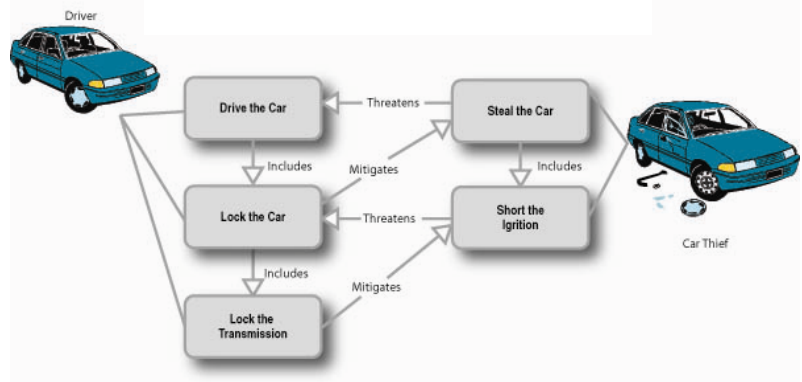 Driver
Drive the Car
Threatens
Steal the Car
Includes
Mitigates
Includes
Lock the Car
Threatens
Short the
Igrition
Car Thief
Includes
Mitigates
Lock the
Transmission